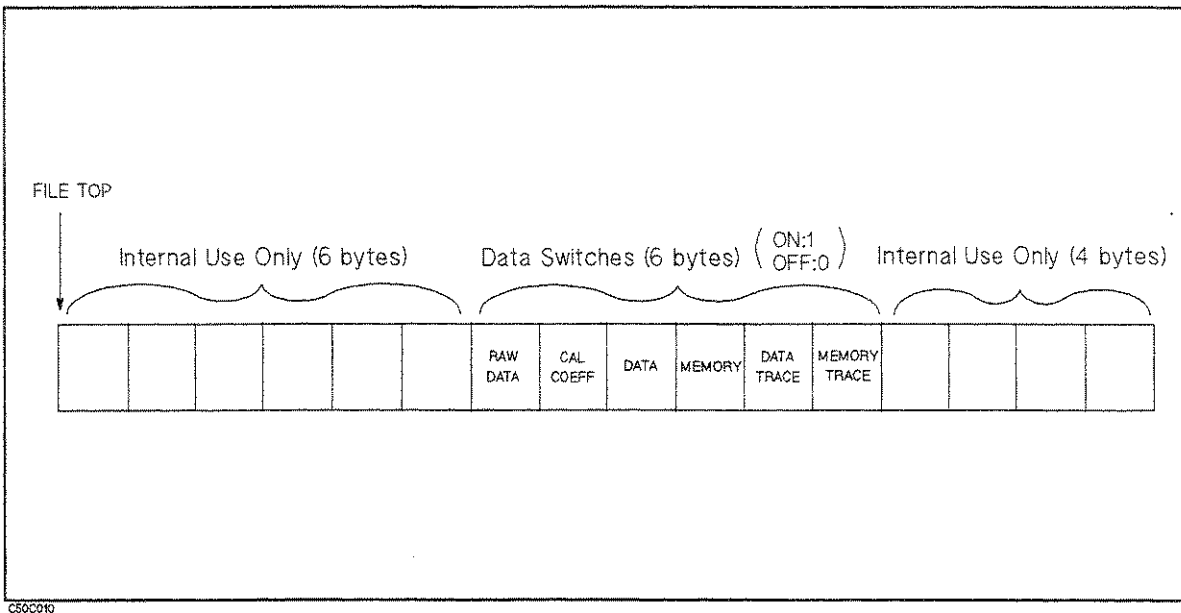 FILE TOP
Internal Use Only (6 bytes)
Data Switches (6 bytes) ( ON:1
OFF:0 )
Internal Use Only (4 bytes)
RAW
DATA
CAL
COEFF
DATA
MEMORY
DATA
TRACE
MEMORY
TRACE
C50C010